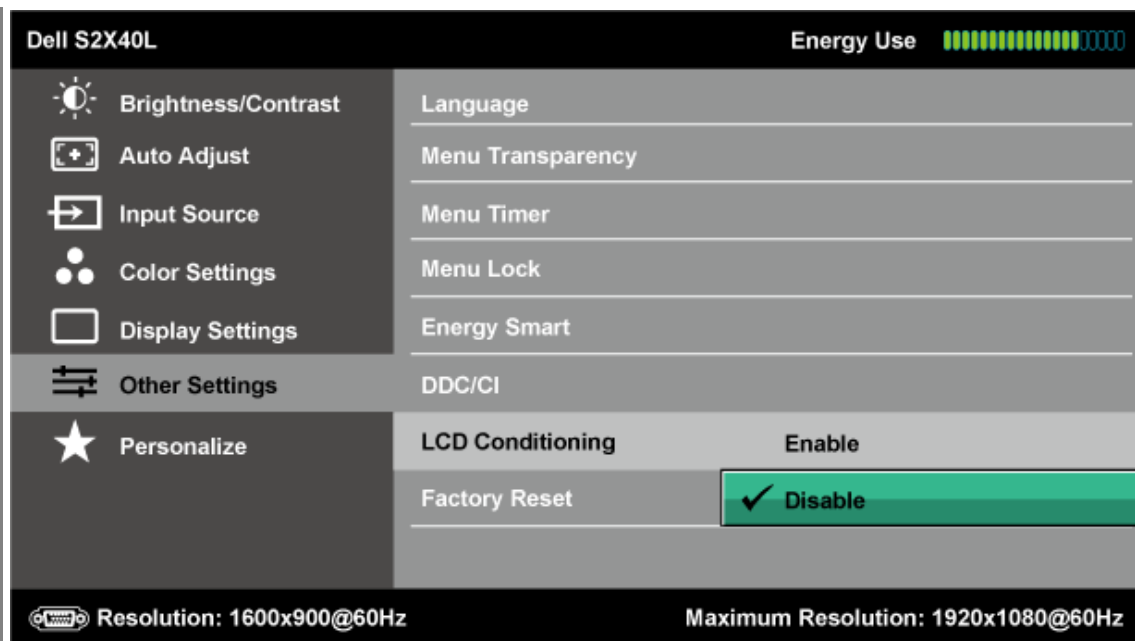 Dell S2X40L Energy Use
Brightness/Contrast Language
Auto Adjust Menu Transparency
Input Source Menu Timer
Color Settings Menu Lock
Display Settings Energy Smart
Other Settings DDC/CI
Personalize LCD Conditioning Enable
Factory Reset Disable
Resolution: 1600x900@60Hz Maximum Resolution: 1920x1080@60Hz